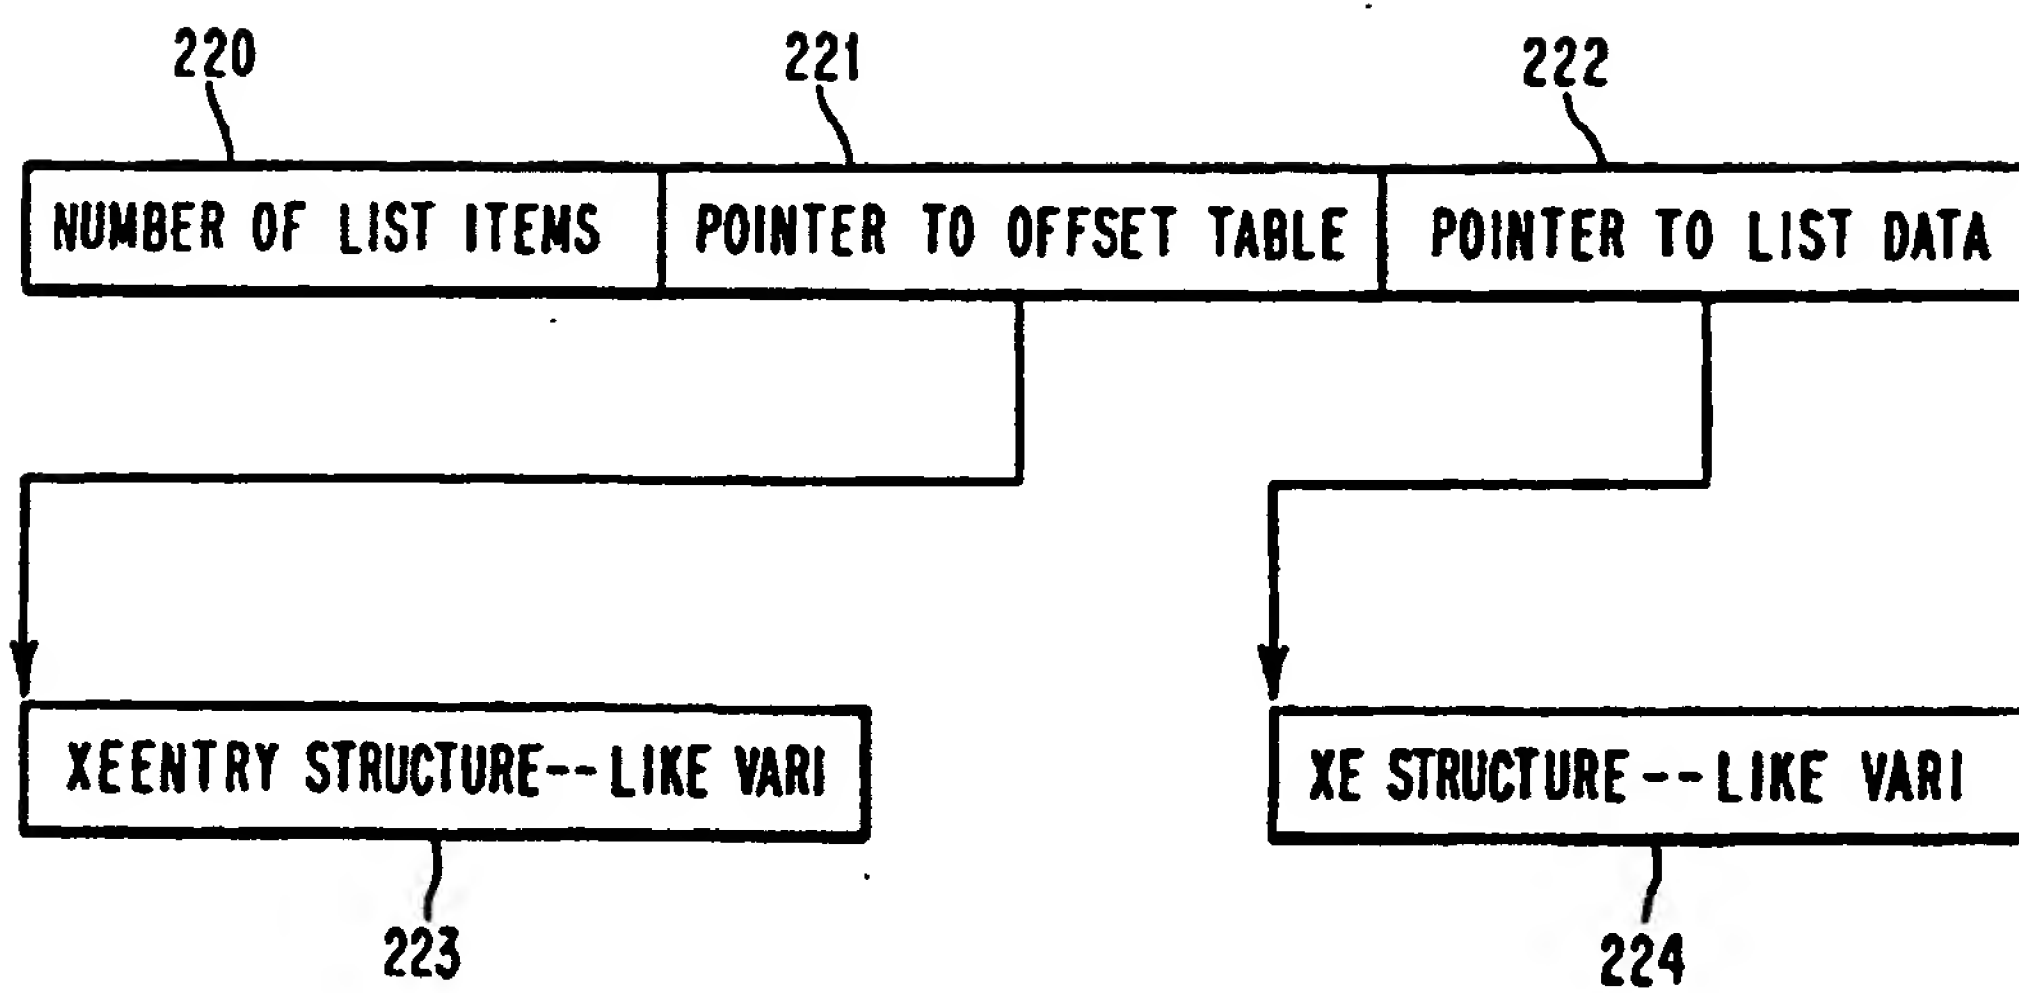 220
221
222
NUMBER OF LIST ITEMS
POINTER TO OFFSET TABLE
POINTER TO LIST DATA
XEENTRY STRUCTURE--LIKE VARI
XE STRUCTURE--LIKE VARI
223
224